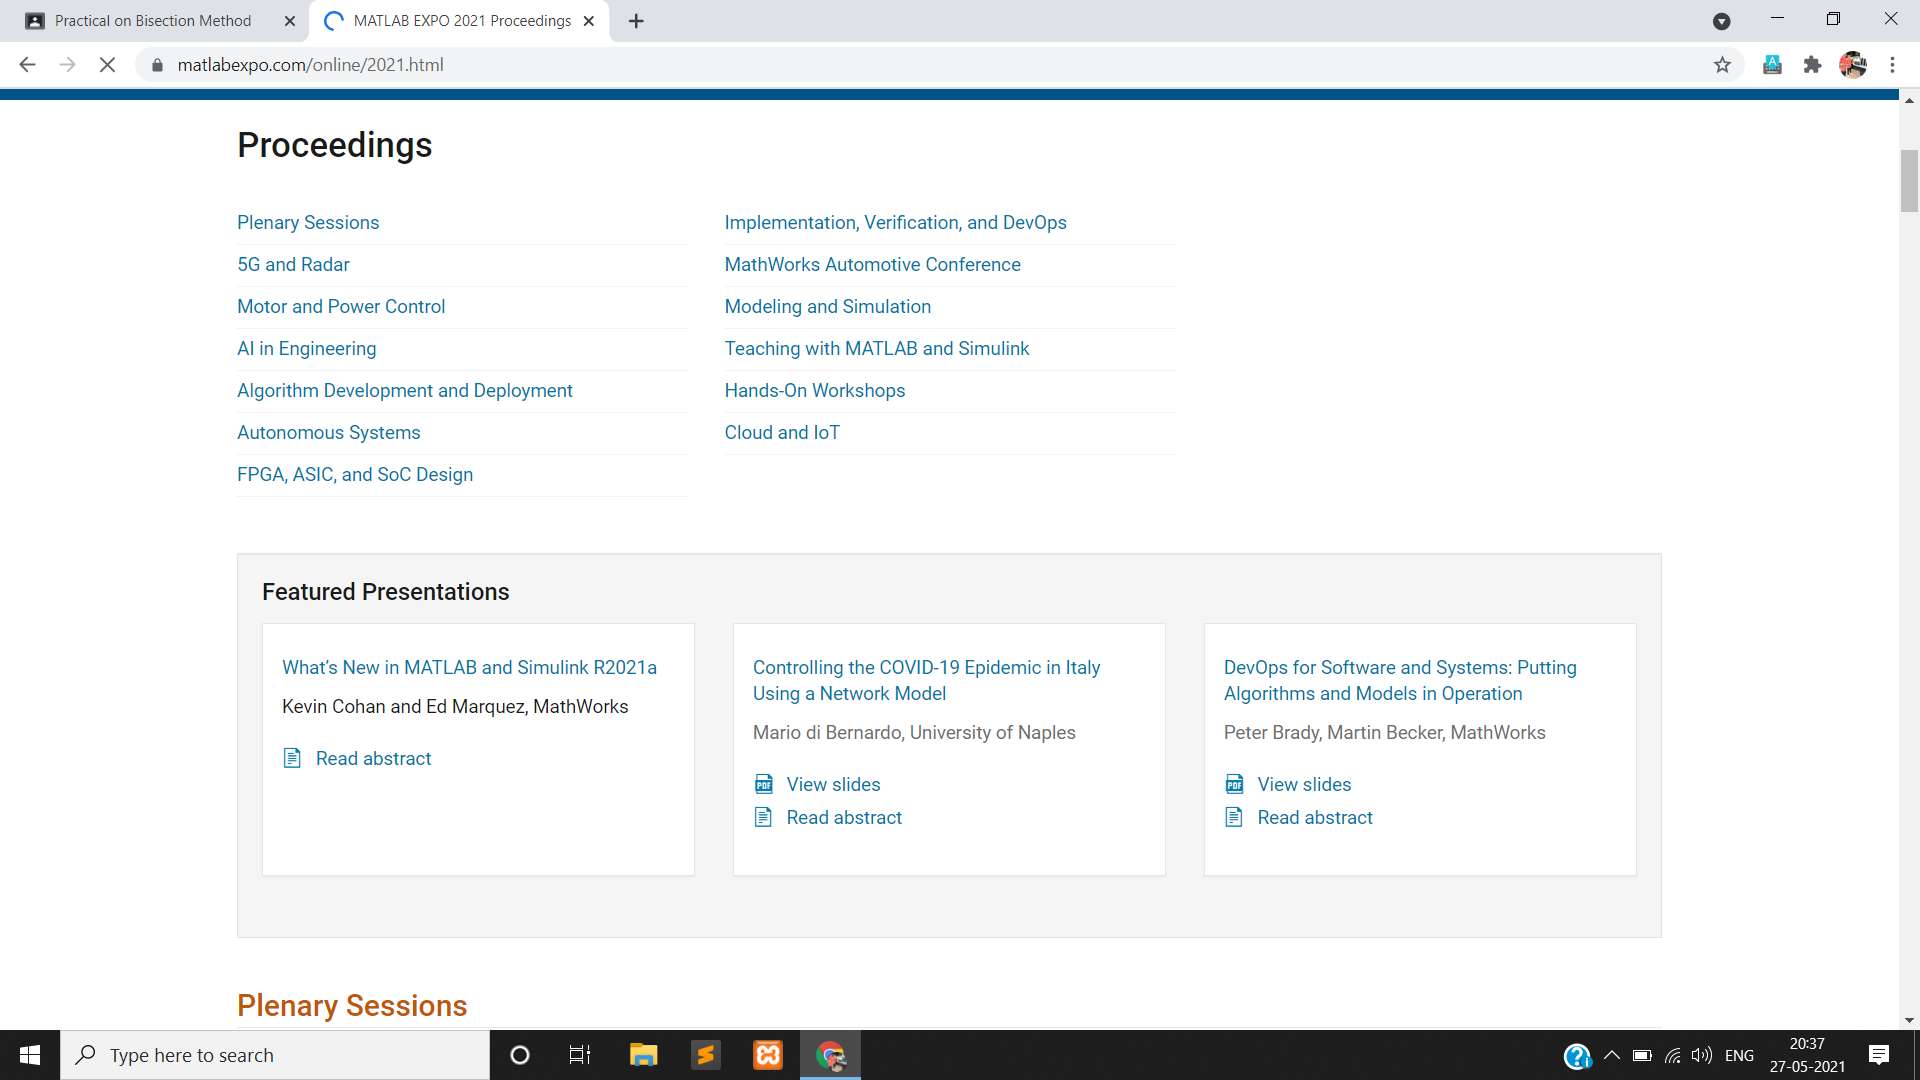 Practical on Bisection Method
MATLAB EXPO 2021 Proceedings
matlabexpo.com/online/2021.html
Proceedings
Plenary Sessions
5G and Radar
Motor and Power Control
AI in Engineering
Algorithm Development and Deployment
Autonomous Systems
FPGA, ASIC, and SoC Design
Implementation, Verification, and DevOps
MathWorks Automotive Conference
Modeling and Simulation
Teaching with MATLAB and Simulink
Hands-On Workshops
Cloud and IoT
Featured Presentations
What’s New in MATLAB and Simulink R2021a
Kevin Cohan and Ed Marquez, MathWorks
Read abstract
Controlling the COVID-19 Epidemic in Italy
Using a Network Model
Mario di Bernardo, University of Naples
PDF View slides
Read abstract
DevOps for Software and Systems: Putting
Algorithms and Models in Operation
Peter Brady, Martin Becker, MathWorks
PDF View slides
Read abstract
Plenary Sessions
Type here to search
ENG
20:37
27-05-2021